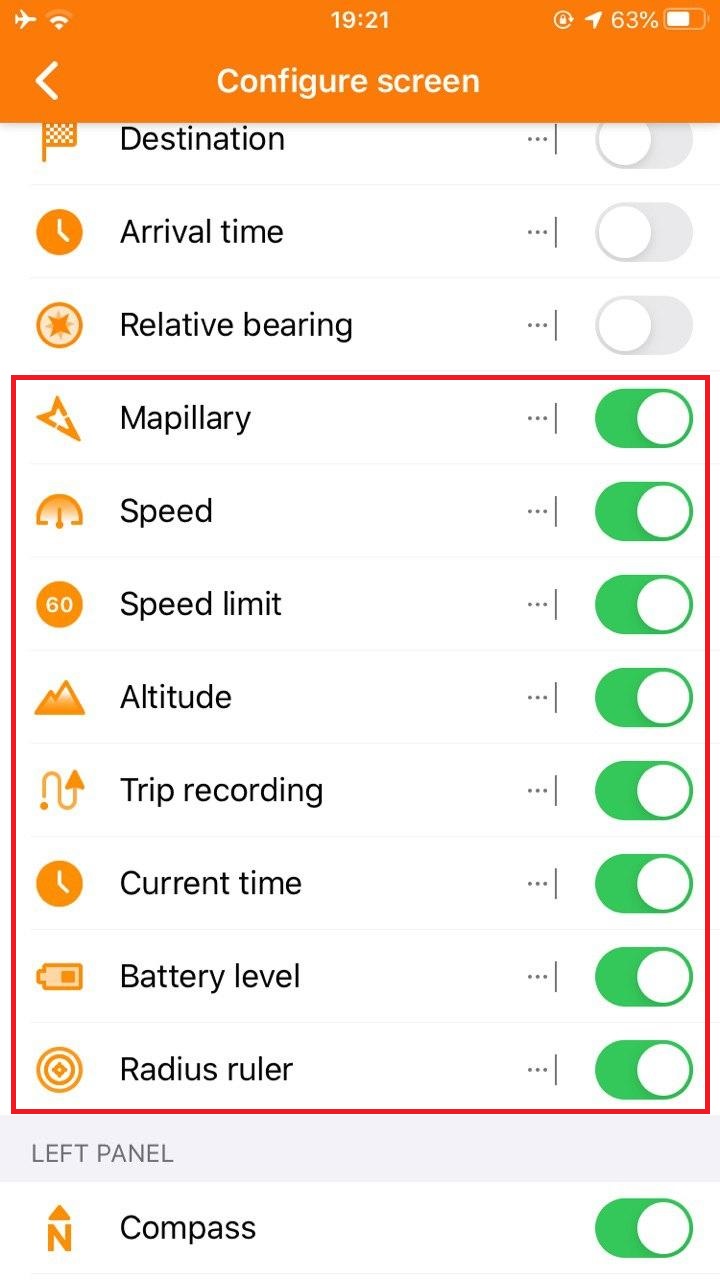 19:21
63%
Configure screen
Destination
Arrival time
Relative bearing
Mapillary
Speed
60
Speed limit
Altitude
Trip recording
Current time
Battery level
Radius ruler
LEFT PANEL
N
Compass